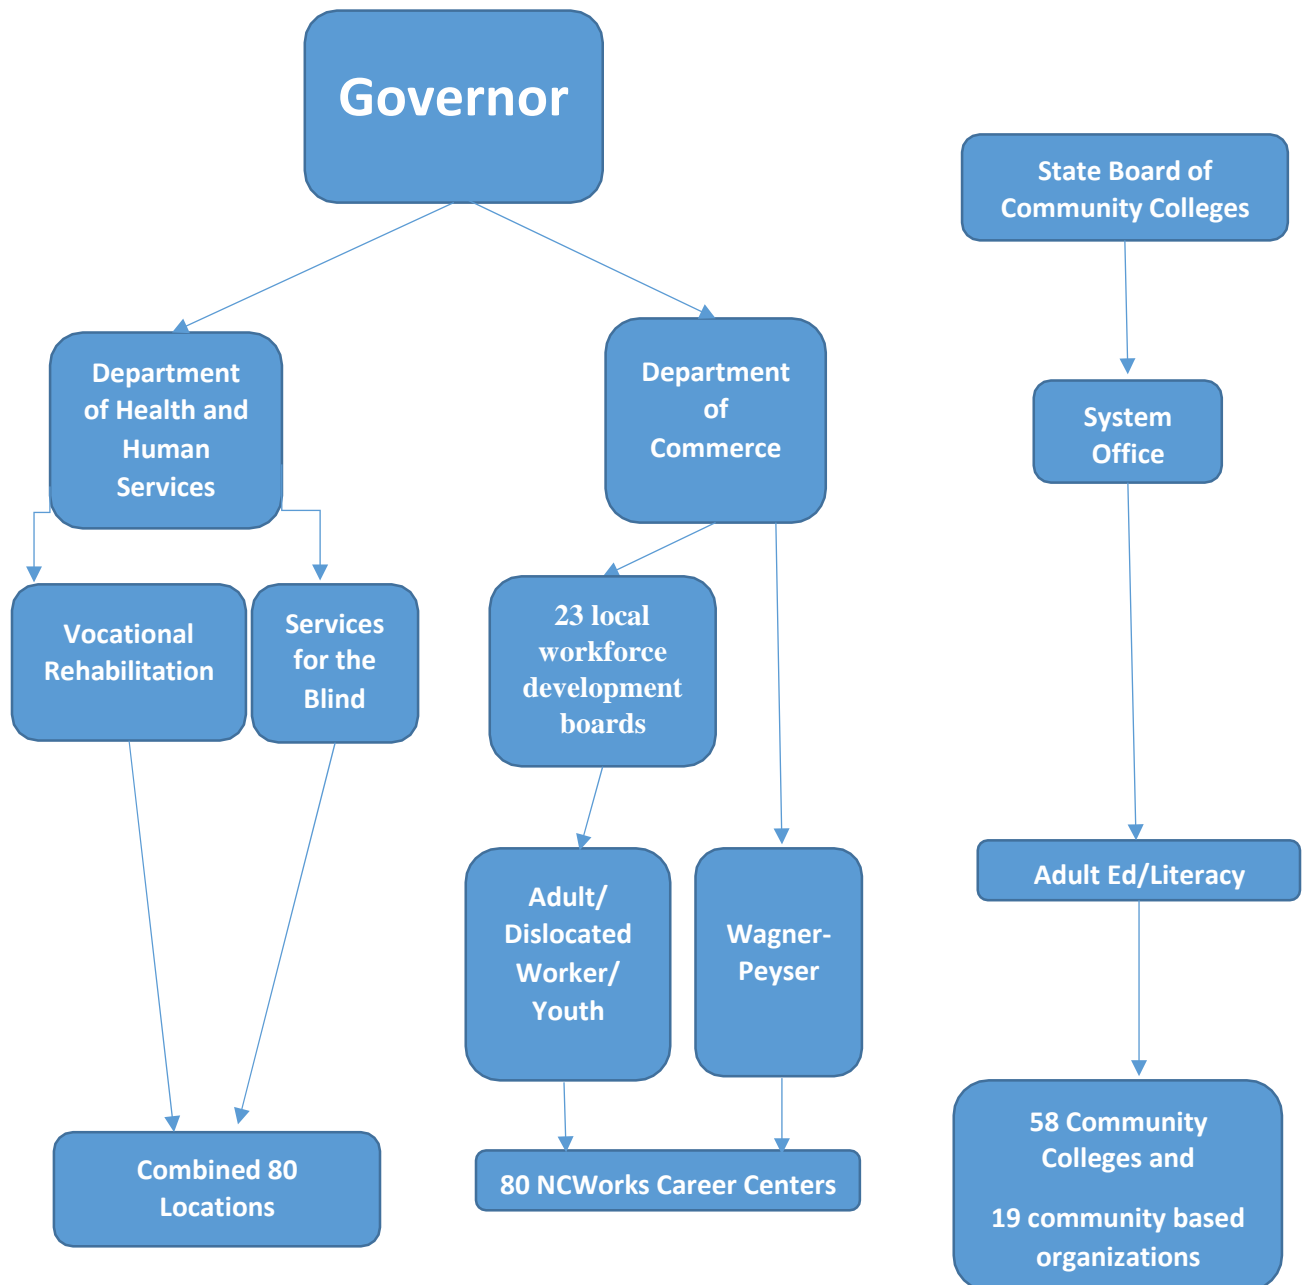 Governor
State Board of
Community Colleges
Department
of Health and
Human
Services
Department
of
Commerce
System
Office
Vocational
Rehabilitation
Services
for the
Blind
23 local
workforce
development
boards
Adult Ed/Literacy
Adult/
Dislocated
Worker/
Youth
Wagner-
Peyser
Combined 80
Locations
80 NCWorks Career Centers
58 Community
Colleges and
19 community based
organizations